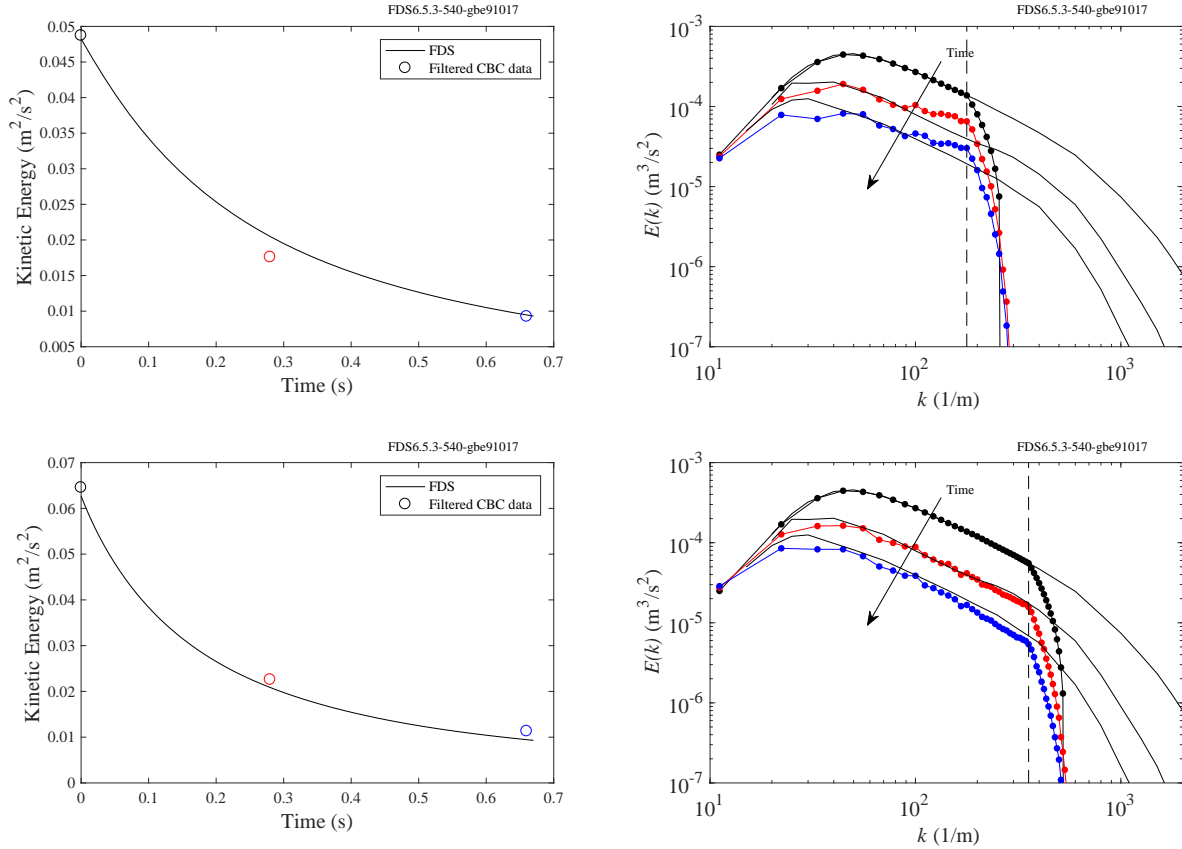 FDS6.5.3-540-gbe91017
0.05
0.045
0.04
0.035
0.03
0.025
0.02
0.015
0.01
0.005
0
0.1
0.2
0.3
0.4
0.5
0.6
0.7
Kinetic Energy (m²/s²)
Time (s)
FDS
Filtered CBC data
FDS6.5.3-540-gbe91017
10⁻³
10⁻⁴
10⁻⁵
10⁻⁶
10⁻⁷
10¹
10²
10³
E(k) (m³/s²)
k (1/m)
Time
FDS6.5.3-540-gbe91017
0.07
0.06
0.05
0.04
0.03
0.02
0.01
0
0
0.1
0.2
0.3
0.4
0.5
0.6
0.7
Kinetic Energy (m²/s²)
Time (s)
FDS
Filtered CBC data
FDS6.5.3-540-gbe91017
10⁻³
10⁻⁴
10⁻⁵
10⁻⁶
10⁻⁷
10¹
10²
10³
E(k) (m³/s²)
k (1/m)
Time